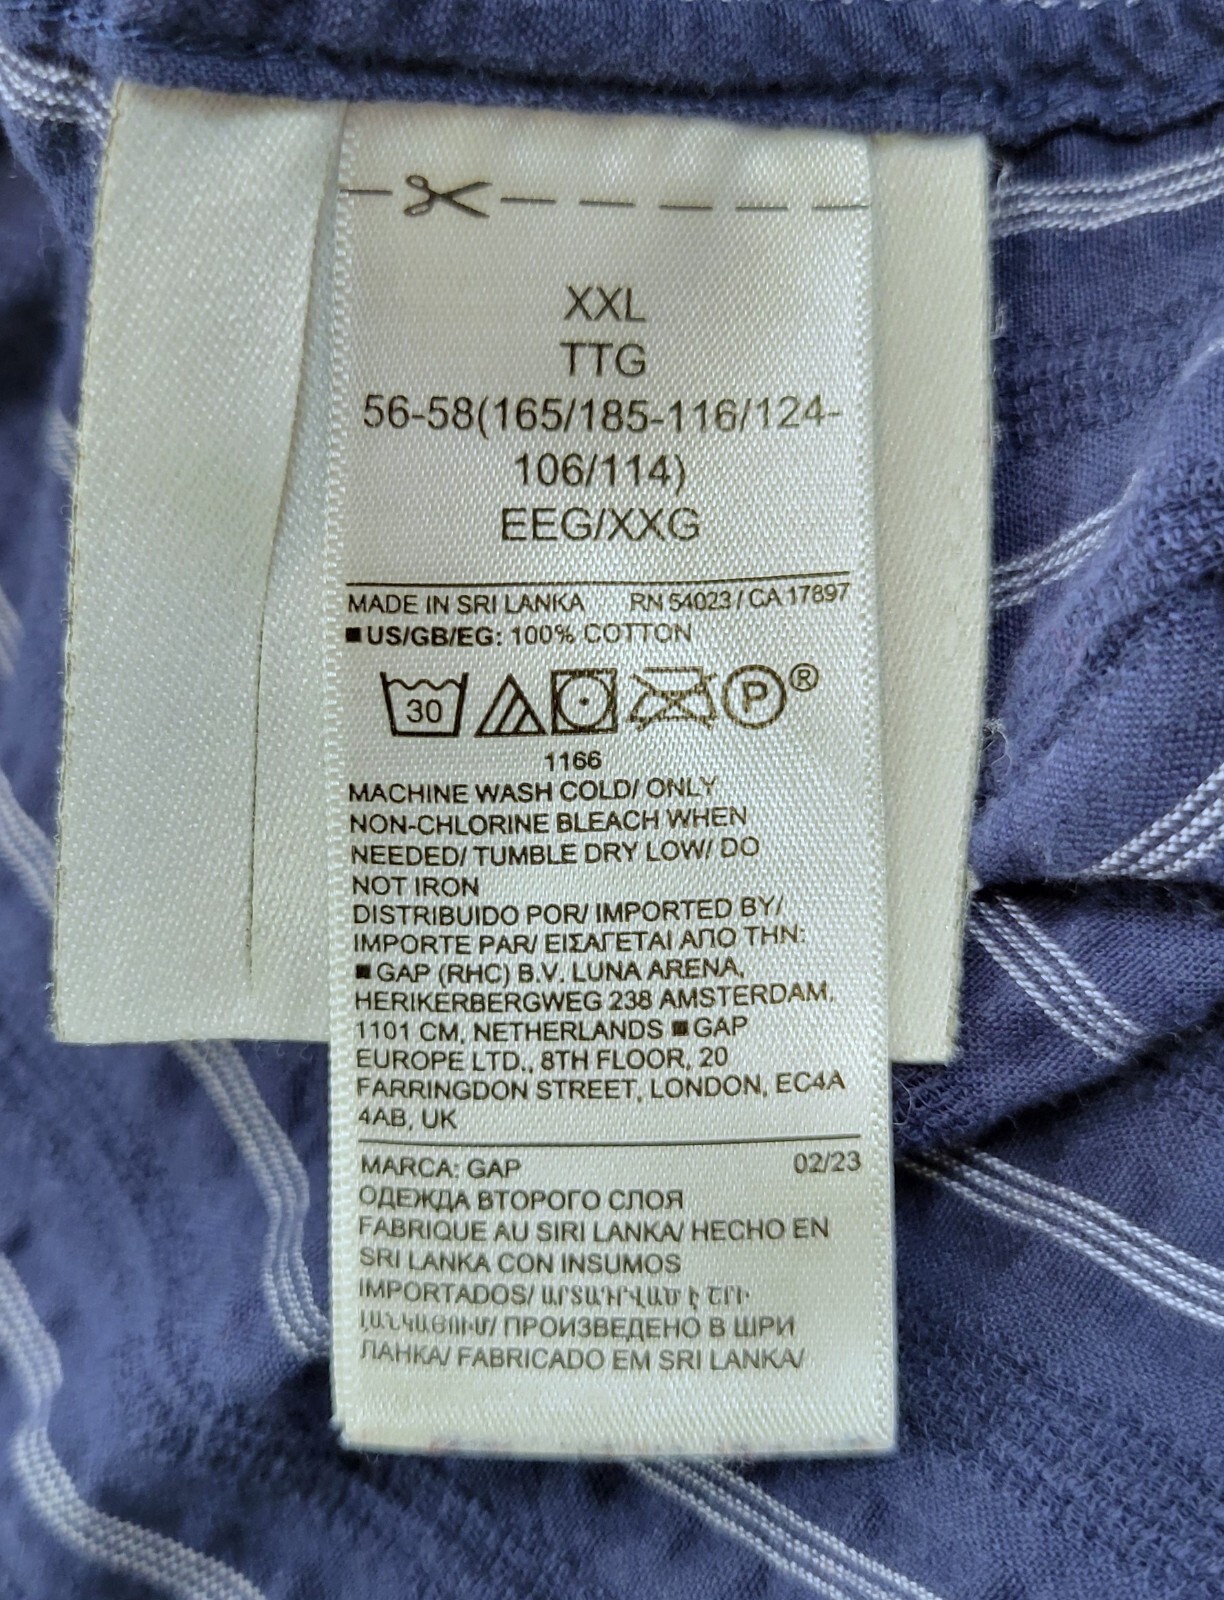 XXL
TTG
56-58(165/185-116/124-
106/114)
EEG/XXG
MADE IN SRI LANKA RN 54023 / CA 17897
■US/GB/EG: 100% COTTON
30 P ®
1166
MACHINE WASH COLD/ ONLY
NON-CHLORINE BLEACH WHEN
NEEDED/ TUMBLE DRY LOW/ DO
NOT IRON
DISTRIBUIDO POR/ IMPORTED BY/
IMPORTE PAR/ ΕΙΣΑΓΕΤΑΙ ΑΠΟ ΤΗΝ:
■GAP (RHC) B.V. LUNA ARENA,
HERIKERBERGWEG 238 AMSTERDAM,
1101 CM, NETHERLANDS ■GAP
EUROPE LTD., 8TH FLOOR, 20
FARRINGDON STREET, LONDON, EC4A
4AB, UK
MARCA: GAP 02/23
ОДЕЖДА ВТОРОГО СЛОЯ
FABRIQUE AU SIRI LANKA/ HECHO EN
SRI LANKA CON INSUMOS
IMPORTADOS/ ԱՐՏԱԴՐՎԱԾ Է ՇՐԻ
ԼԱՆԿԱՅՈՒՄ/ ПРОИЗВЕДЕНО В ШРИ
ЛАНКА/ FABRICADO EM SRI LANKA/